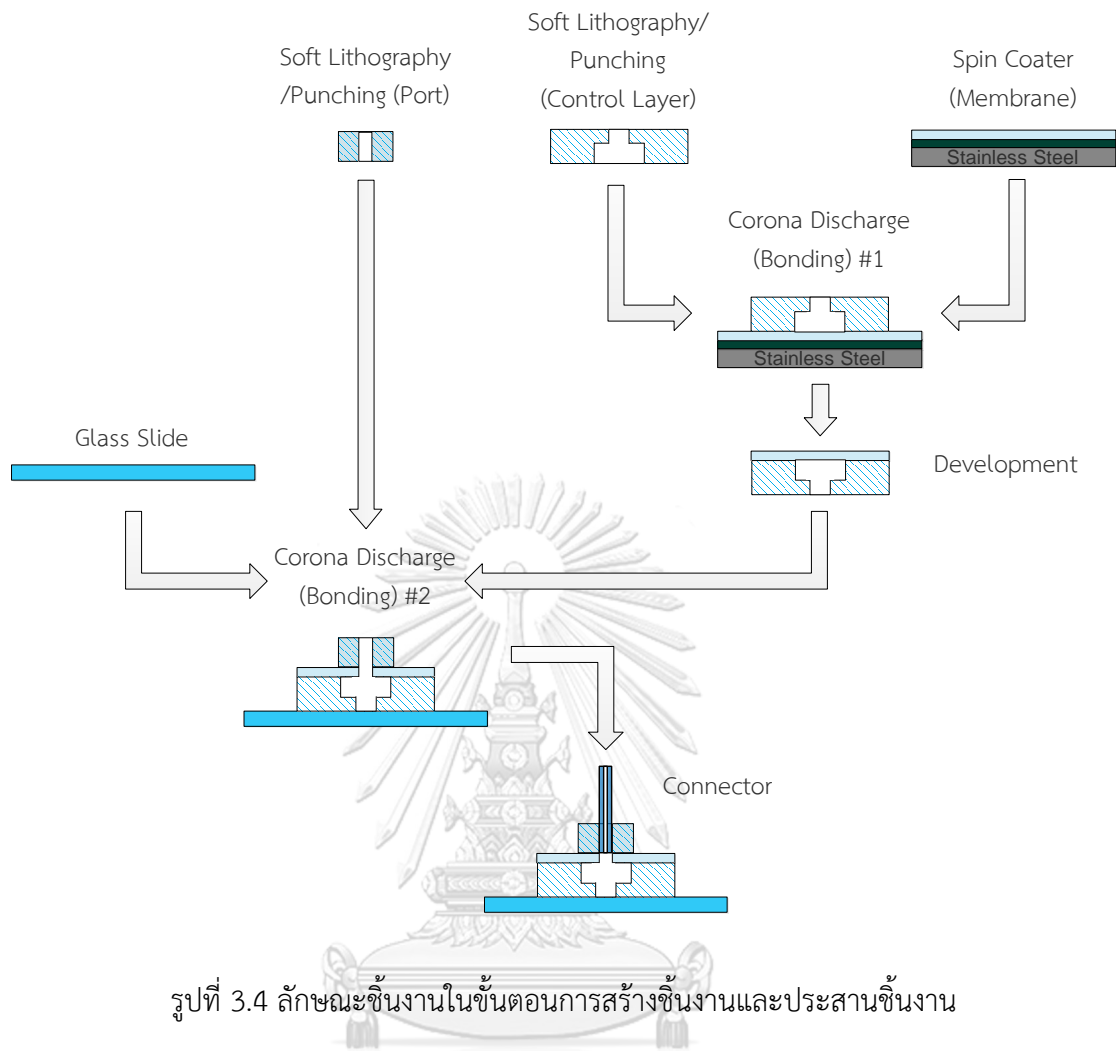 Soft Lithography
/Punching (Port)
Soft Lithography/
Punching
(Control Layer)
Spin Coater
(Membrane)
Stainless Steel
Corona Discharge
(Bonding) #1
Stainless Steel
Glass Slide
Development
Corona Discharge
(Bonding) #2
Connector
รูปที่ 3.4 ลักษณะชิ้นงานในขั้นตอนการสร้างชิ้นงานและประสานชิ้นงาน